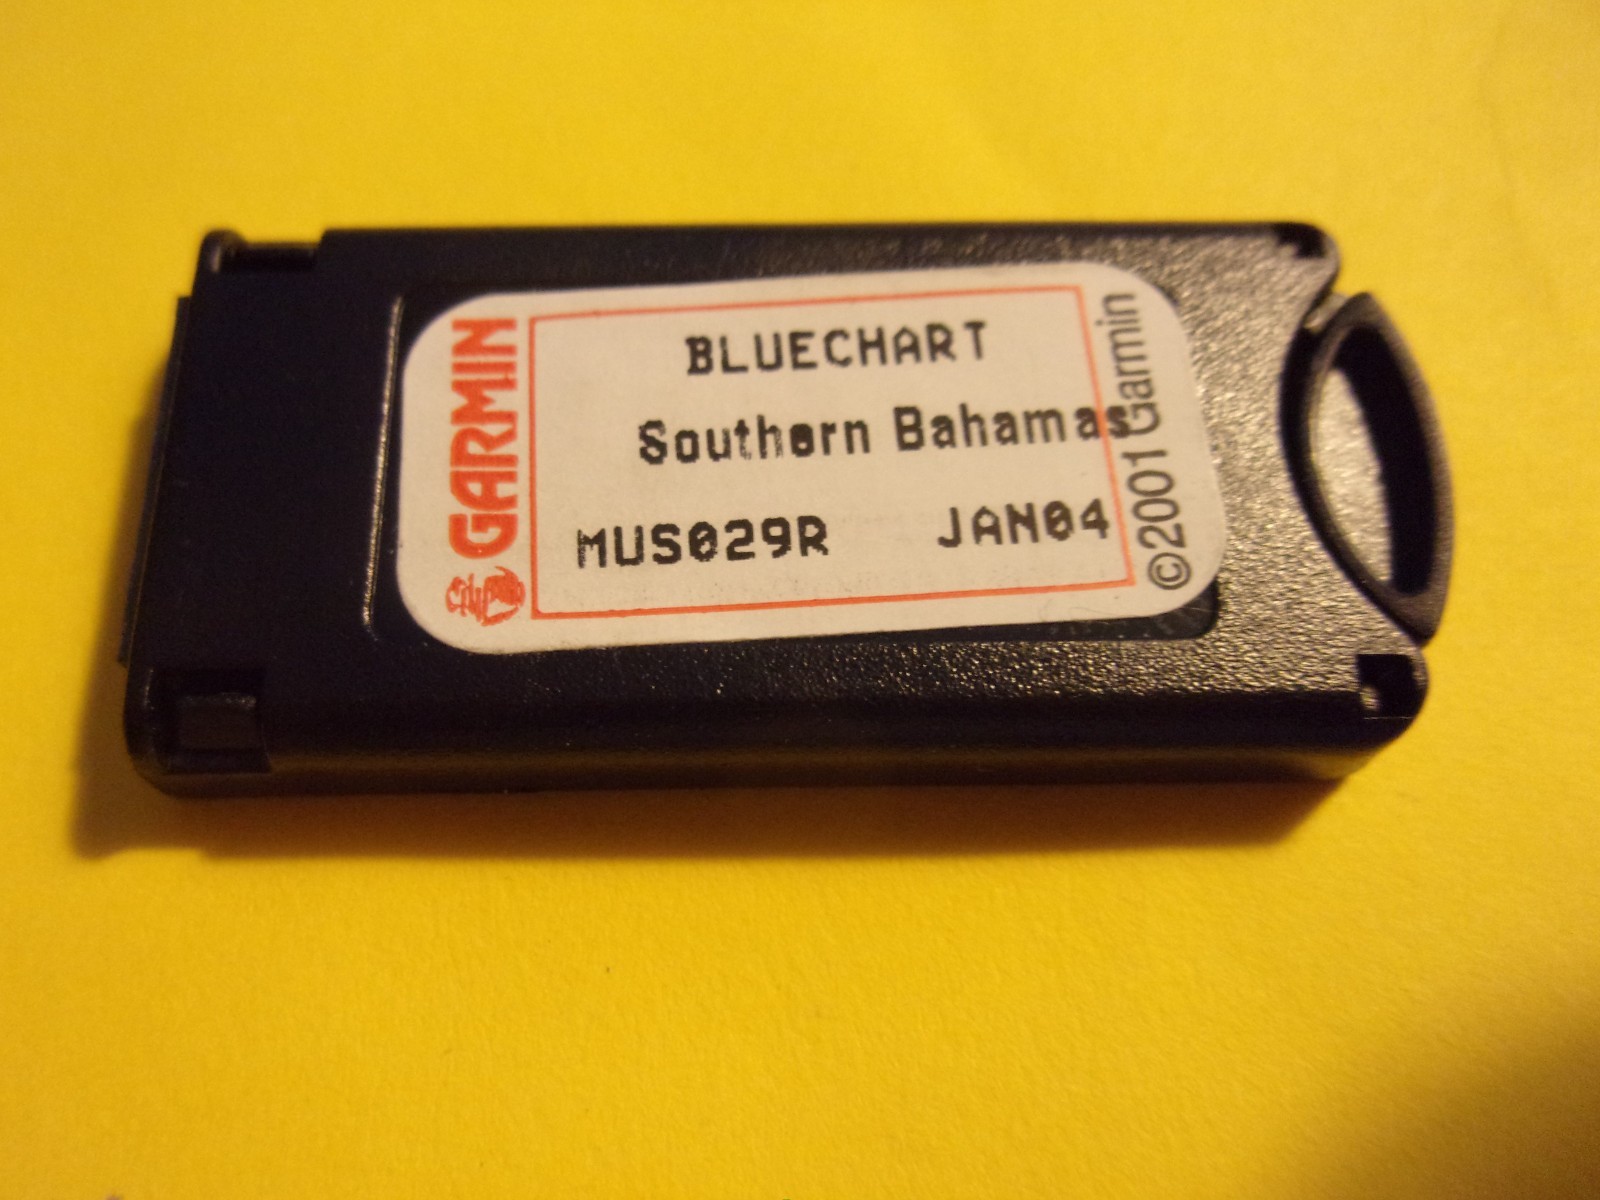 GARMIN
BLUECHART
Southern Bahamas
MUS029R JAN04
©2001 Garmin